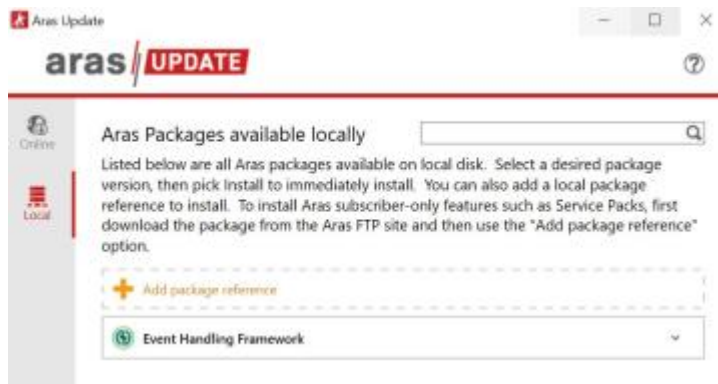 Aras Update
aras UPDATE
Online
Aras Packages available locally
Listed below are all Aras packages available on local disk. Select a desired package
version, then pick Install to immediately install. You can also add a local package
reference to install. To install Aras subscriber-only features such as Service Packs, first
download the package from the Aras FTP site and then use the "Add package reference"
option.
Local
Add package reference
Event Handling Framework